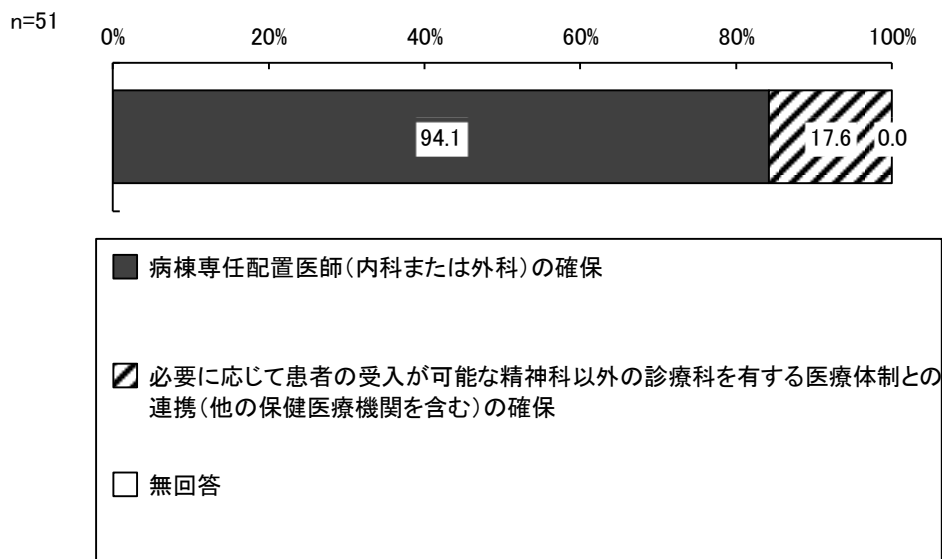 n=51
0% 20% 40% 60% 80% 100%
94.1 17.6 0.0
病棟専任配置医師（内科または外科）の確保
必要に応じて患者の受入が可能な精神科以外の診療科を有する医療体制との
連携（他の保健医療機関を含む）の確保
無回答